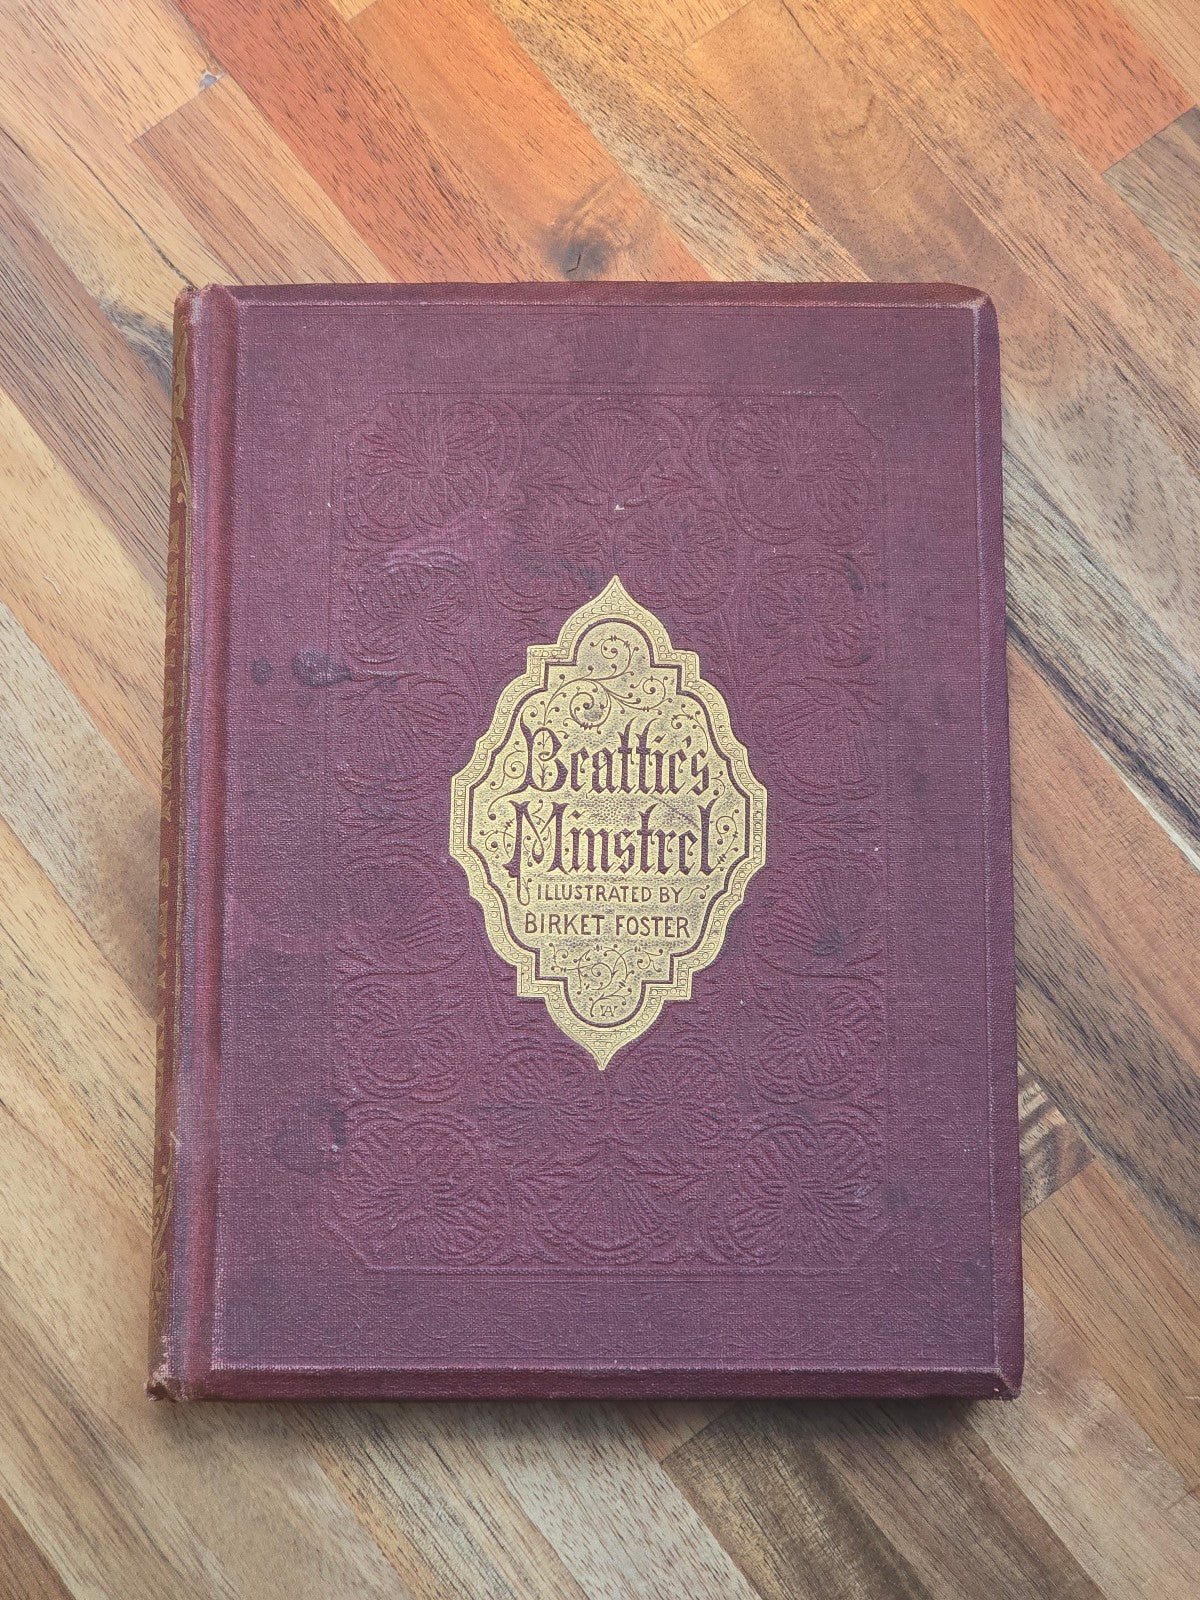 Beattie's
Minstrel
ILLUSTRATED BY
BIRKET FOSTER